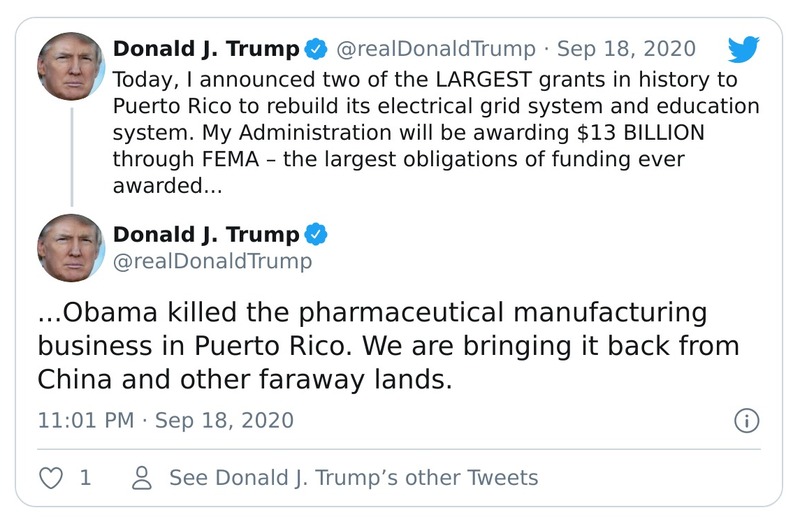 Donald J. Trump @realDonaldTrump · Sep 18, 2020
Today, I announced two of the LARGEST grants in history to
Puerto Rico to rebuild its electrical grid system and education
system. My Administration will be awarding $13 BILLION
through FEMA – the largest obligations of funding ever
awarded...
Donald J. Trump
@realDonaldTrump
...Obama killed the pharmaceutical manufacturing
business in Puerto Rico. We are bringing it back from
China and other faraway lands.
11:01 PM · Sep 18, 2020
1 See Donald J. Trump’s other Tweets